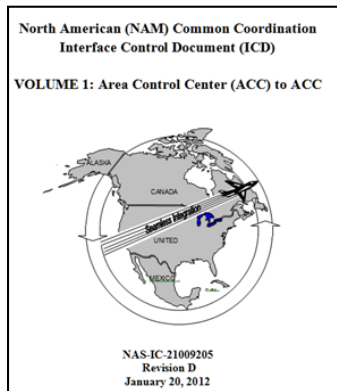 North American (NAM) Common Coordination
Interface Control Document (ICD)
VOLUME 1: Area Control Center (ACC) to ACC
ALASKA
CANADA
Seamless Integration
UNITED
MEXICO
NAS-IC-21009205
Revision D
January 20, 2012